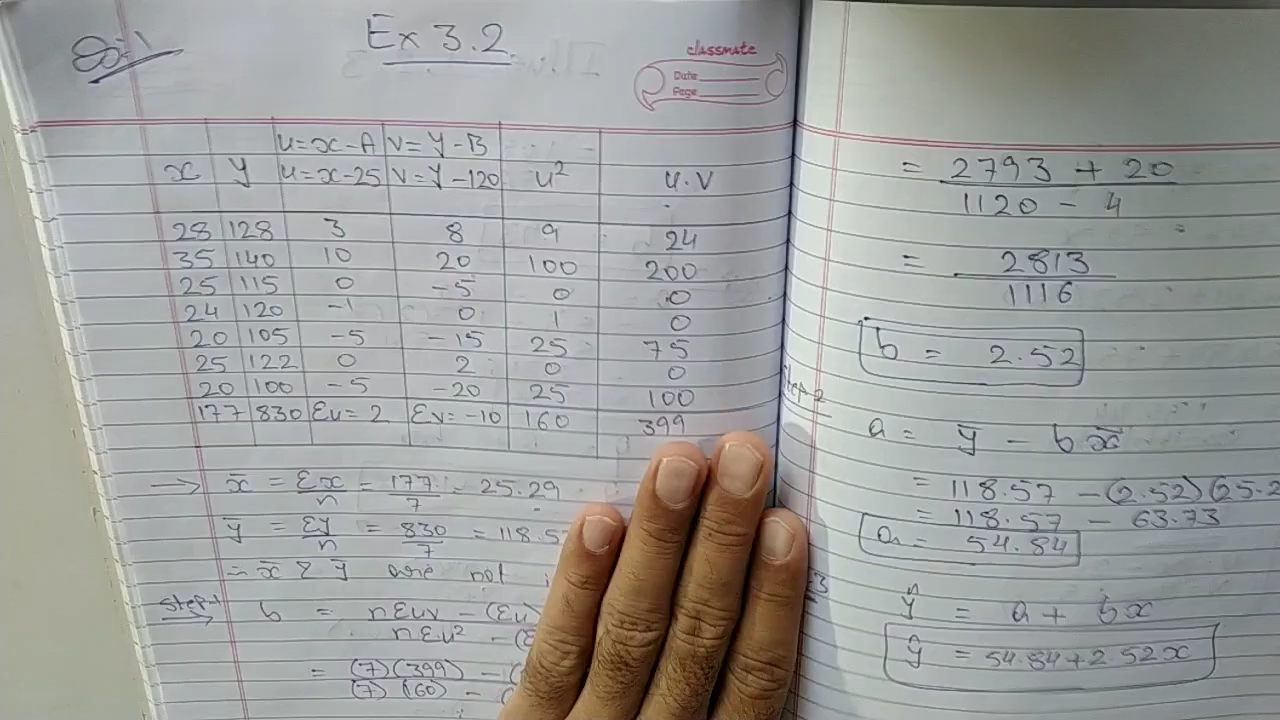 Ex 3.2
classmate
Date
Page
u=x-A V=Y-B
x y u=x-25 V=Y-120 u² u.v
28 128 3 8 9 24
35 140 10 20 100 200
25 115 0 -5 0 0
24 120 -1 0 1 0
20 105 -5 -15 25 75
25 122 0 2 0 0
20 100 -5 -20 25 100
177 830 Σu=2 Σv=-10 160 399
→ x̄ = Σx/n = 177/7 = 25.29
ȳ = Σy/n = 830/7 = 118.5
∴ x̄ & ȳ are not
Step-1 b = nΣuv - (Σu) / nΣu² - (Σ
= (7)(399) - ( / (7)(160) - (
= 2793 + 20 / 1120 - 4
= 2813 / 1116
b = 2.52
Step-2
a = ȳ - bx̄
= 118.57 - (2.52)(25.2
= 118.57 - 63.73
a = 54.84
3
ŷ = a + bx
ŷ = 54.84+2.52x